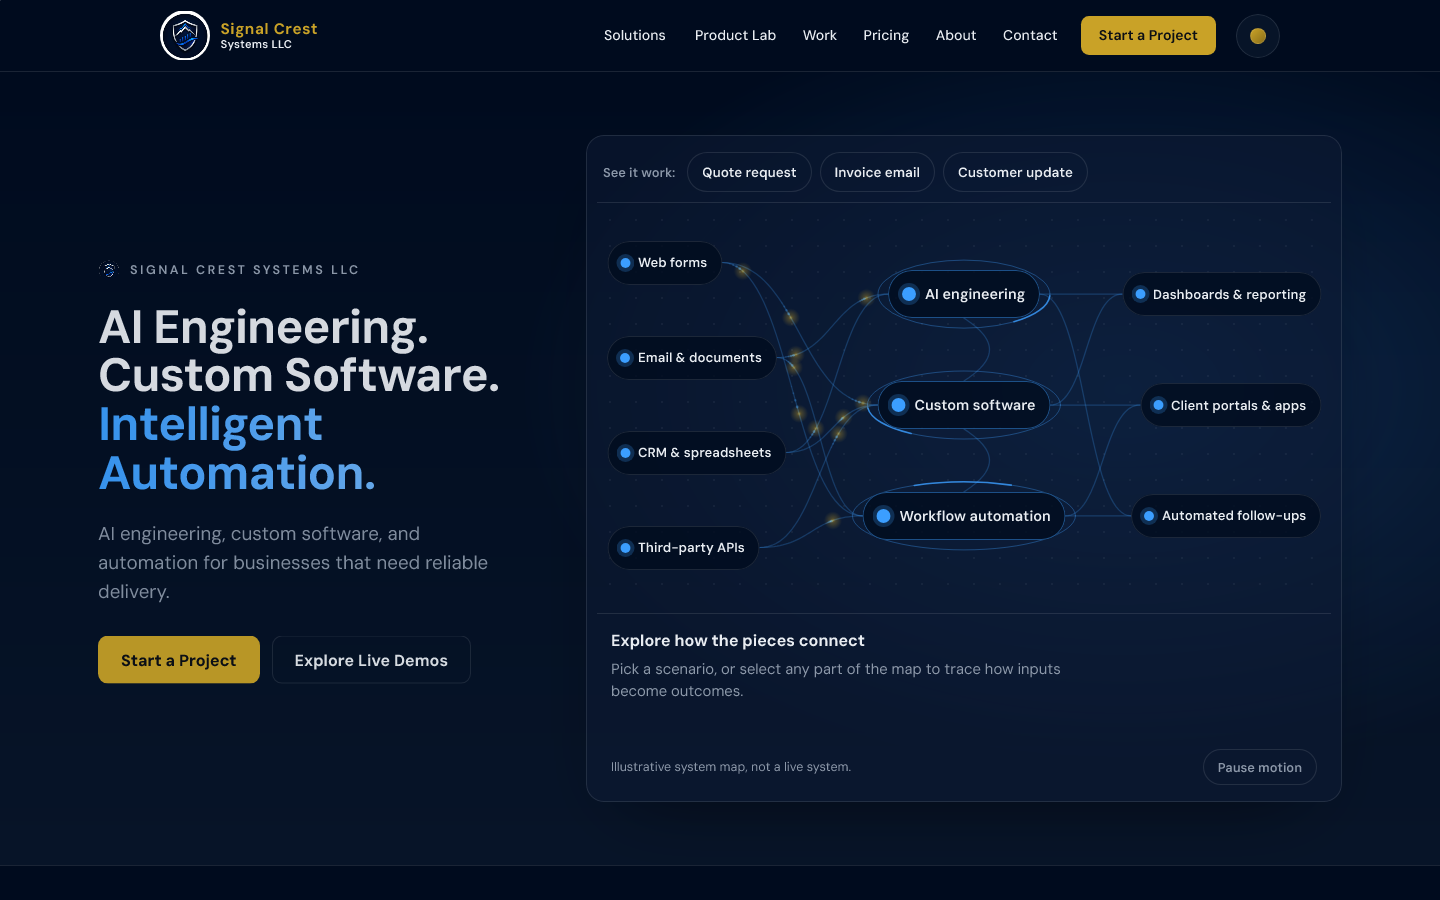 Signal Crest
Systems LLC
Solutions
Product Lab
Work
Pricing
About
Contact
Start a Project
SIGNAL CREST SYSTEMS LLC
AI Engineering.
Custom Software.
Intelligent
Automation.
AI engineering, custom software, and
automation for businesses that need reliable
delivery.
Start a Project
Explore Live Demos
See it work:
Quote request
Invoice email
Customer update
Web forms
Email & documents
CRM & spreadsheets
Third-party APIs
AI engineering
Custom software
Workflow automation
Dashboards & reporting
Client portals & apps
Automated follow-ups
Explore how the pieces connect
Pick a scenario, or select any part of the map to trace how inputs
become outcomes.
Illustrative system map, not a live system.
Pause motion